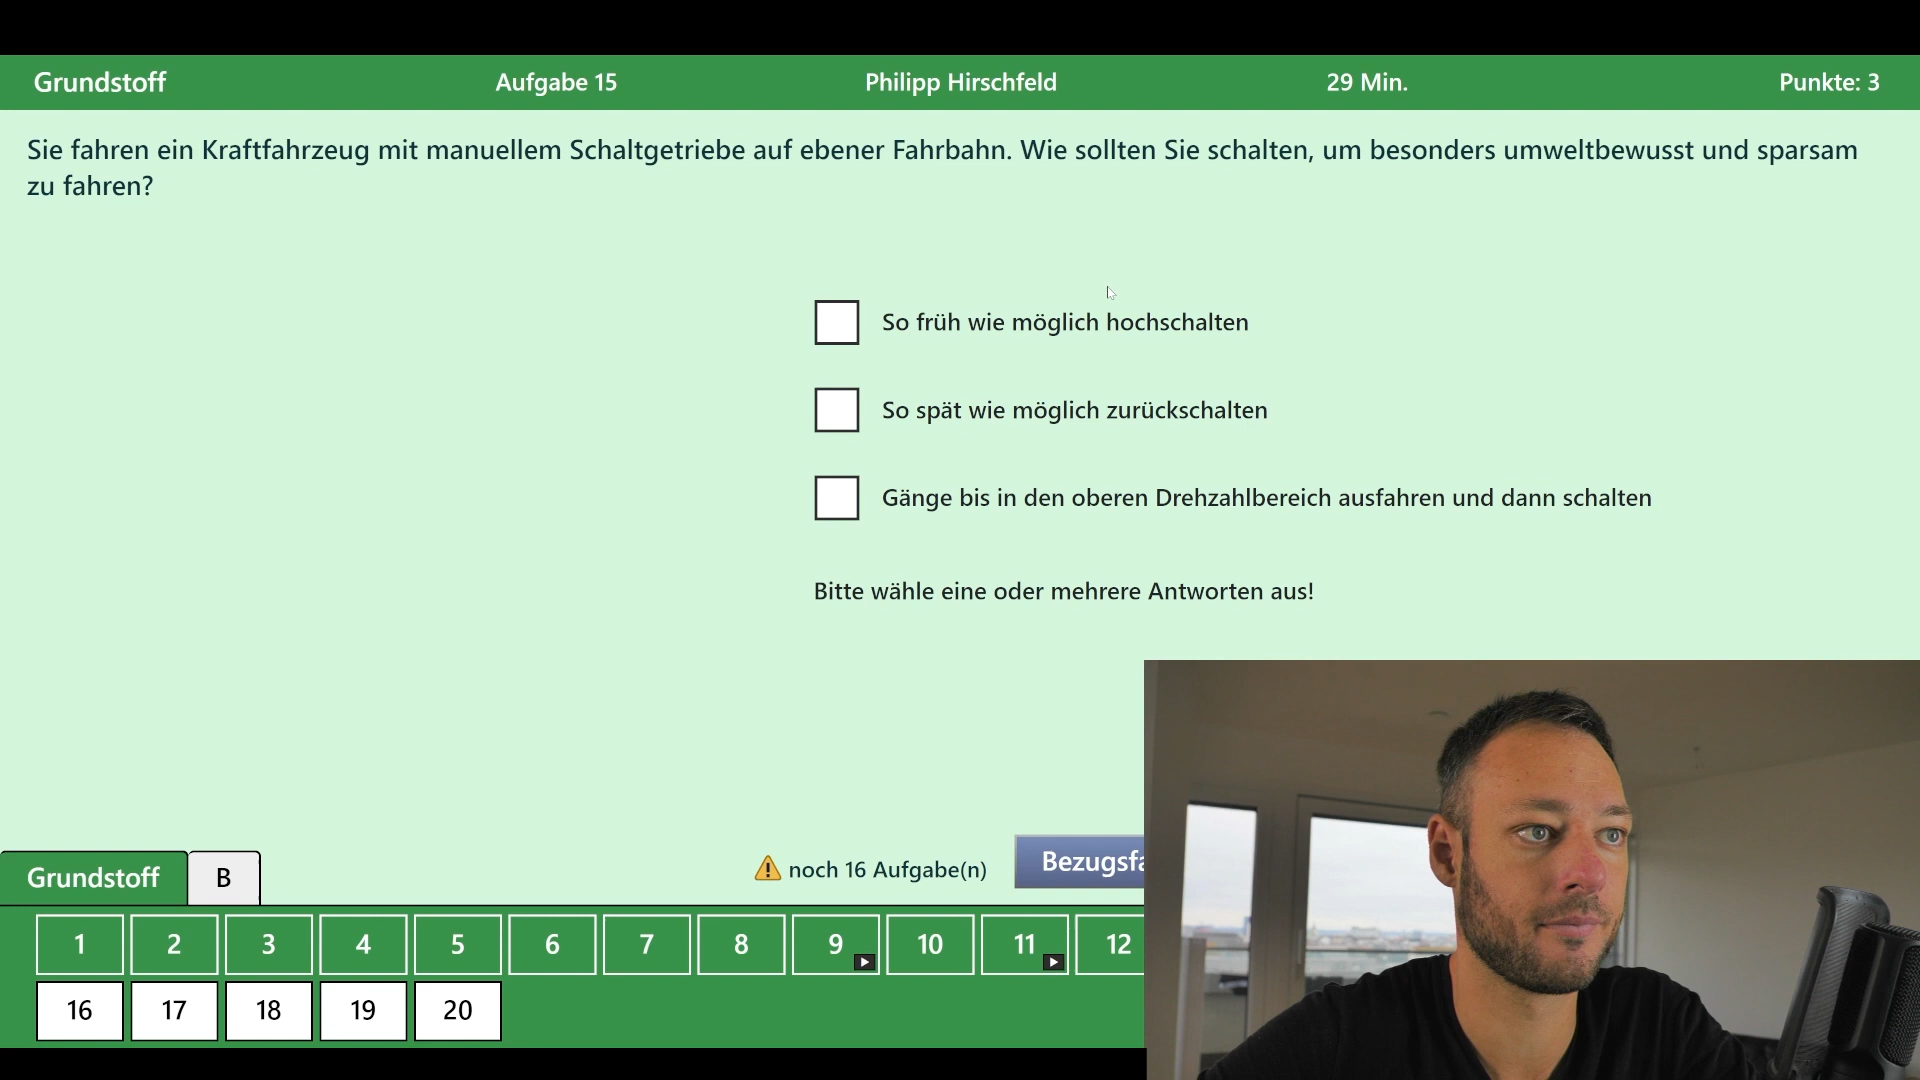 Grundstoff Aufgabe 15 Philipp Hirschfeld 29 Min. Punkte: 3
Sie fahren ein Kraftfahrzeug mit manuellem Schaltgetriebe auf ebener Fahrbahn. Wie sollten Sie schalten, um besonders umweltbewusst und sparsam
zu fahren?
So früh wie möglich hochschalten
So spät wie möglich zurückschalten
Gänge bis in den oberen Drehzahlbereich ausfahren und dann schalten
Bitte wähle eine oder mehrere Antworten aus!
noch 16 Aufgabe(n)
Grundstoff B
1 2 3 4 5 6 7 8 9 10 11 12
16 17 18 19 20